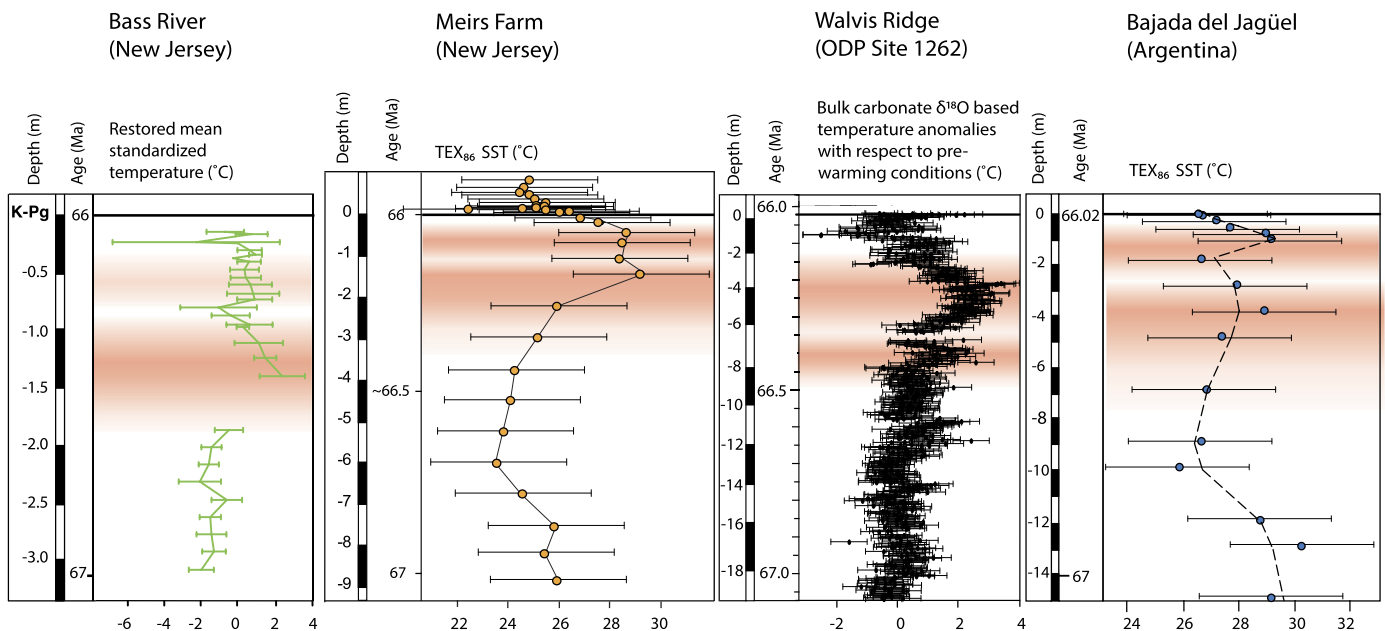 Bass River
(New Jersey)
Depth (m)
Age (Ma)
Restored mean
standardized
temperature (˚C)
K-Pg
66
-0.5
-1.0
-1.5
-2.0
-2.5
-3.0
67
-6
-4
-2
0
2
4
Meirs Farm
(New Jersey)
Depth (m)
Age (Ma)
TEX₈₆ SST (˚C)
0
-1
-2
-3
-4
-5
-6
-7
-8
-9
66
~66.5
67
22
24
26
28
30
Walvis Ridge
(ODP Site 1262)
Depth (m)
Age (Ma)
Bulk carbonate δ¹⁸O based
temperature anomalies
with respect to pre-
warming conditions (˚C)
0
-2
-4
-6
-8
-10
-12
-14
-16
-18
66.0
66.5
67.0
-2
0
2
4
Bajada del Jagüel
(Argentina)
Depth (m)
Age (Ma)
TEX₈₆ SST (˚C)
0
-2
-4
-6
-8
-10
-12
-14
66.02
67
24
26
28
30
32